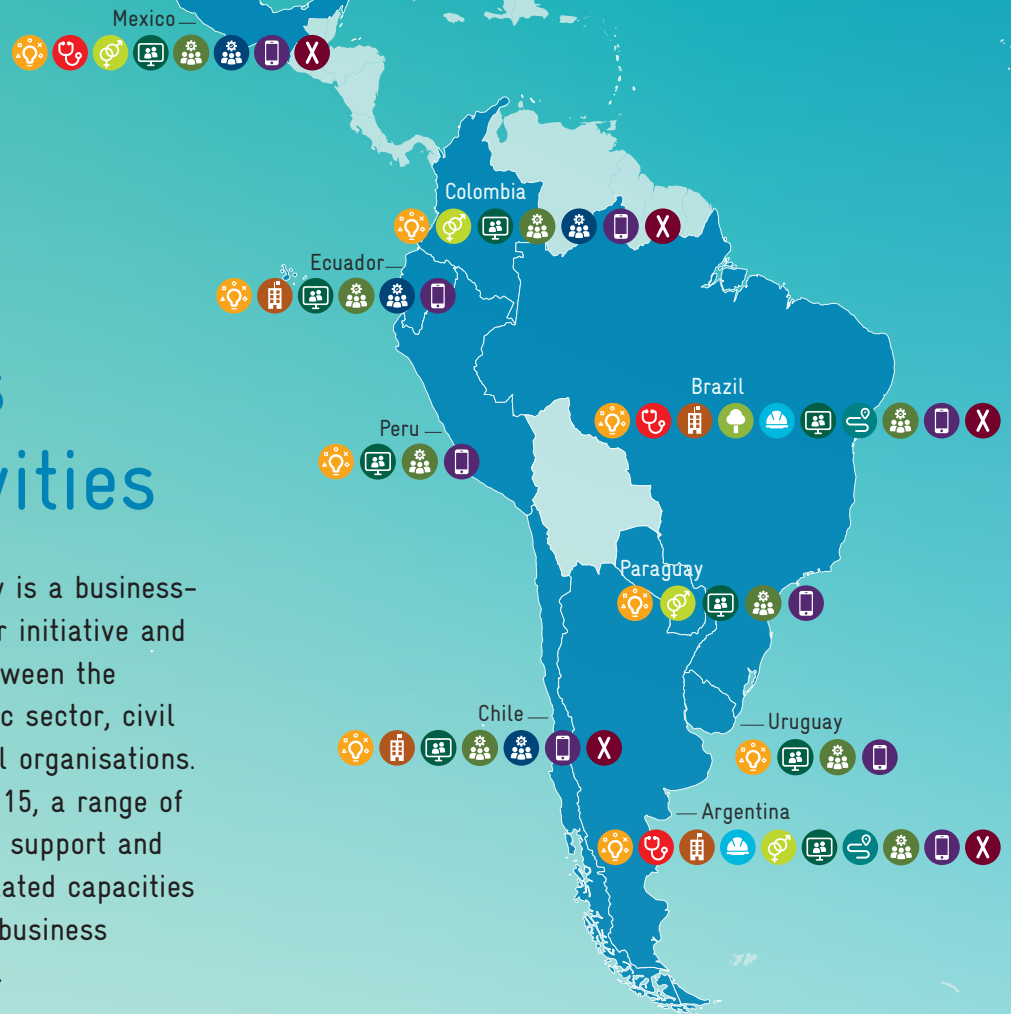 Mexico
Colombia
Ecuador
Brazil
Peru
vities
Paraguay
y is a business-
r initiative and
ween the
Chile
c sector, civil
Uruguay
l organisations.
15, a range of
Argentina
support and
ated capacities
business